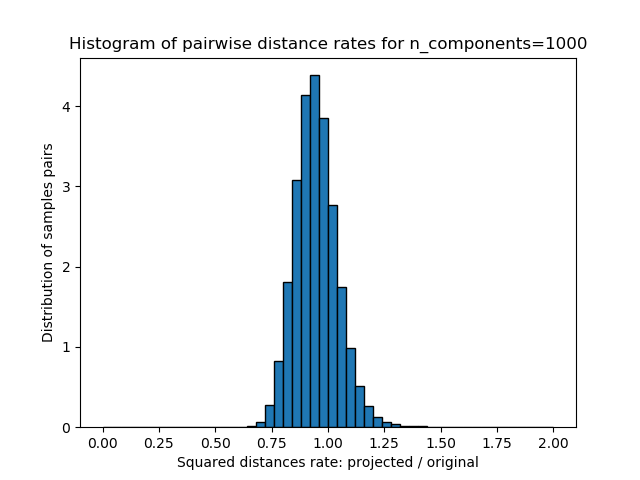 Histogram of pairwise distance rates for n_components=1000
Distribution of samples pairs
4
3
2
1
0
0.00 0.25 0.50 0.75 1.00 1.25 1.50 1.75 2.00
Squared distances rate: projected / original